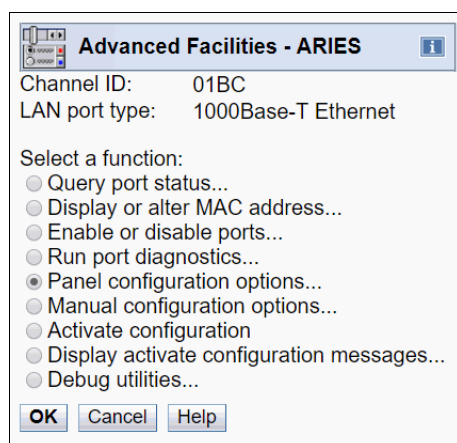 Advanced Facilities - ARIES
Channel ID: 01BC
LAN port type: 1000Base-T Ethernet
Select a function:
Query port status...
Display or alter MAC address...
Enable or disable ports...
Run port diagnostics...
Panel configuration options...
Manual configuration options...
Activate configuration
Display activate configuration messages...
Debug utilities...
OK Cancel Help